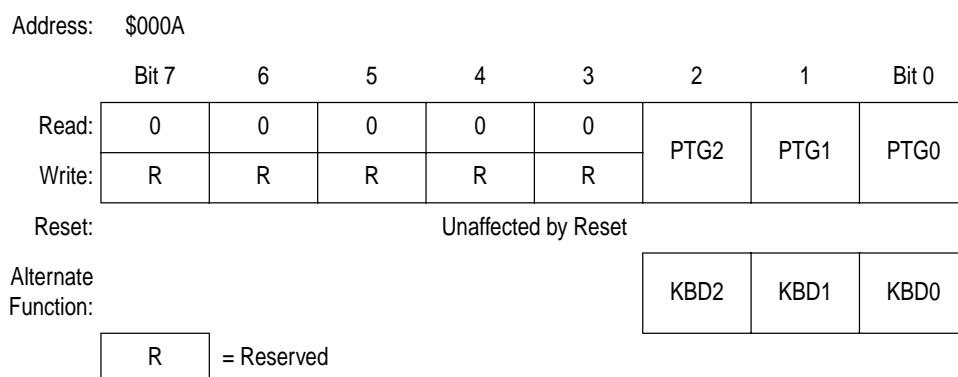 Address: $000A
Bit 7 6 5 4 3 2 1 Bit 0
Read: 0 0 0 0 0 PTG2 PTG1 PTG0
Write: R R R R R
Reset: Unaffected by Reset
Alternate
Function: KBD2 KBD1 KBD0
R = Reserved